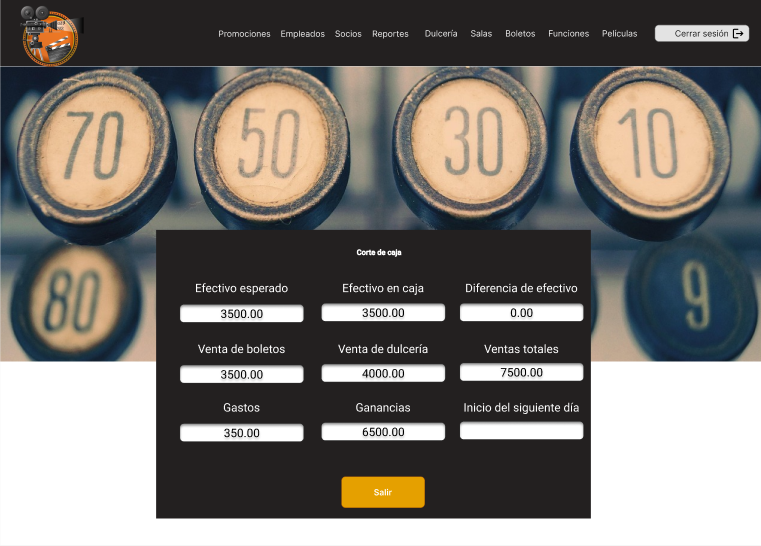 Promociones Empleados Socios Reportes Dulcería Salas Boletos Funciones Películas Cerrar sesión
70 50 30 10
80 9
Corte de caja
Efectivo esperado Efectivo en caja Diferencia de efectivo
3500.00 3500.00 0.00
Venta de boletos Venta de dulcería Ventas totales
3500.00 4000.00 7500.00
Gastos Ganancias Inicio del siguiente día
350.00 6500.00
Salir